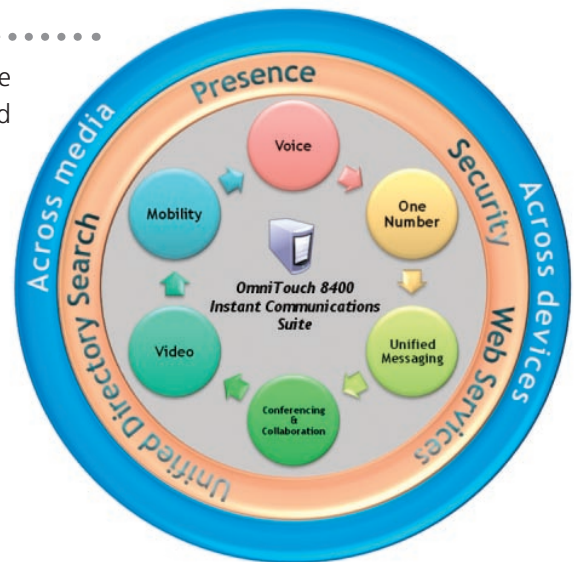 e
d
Across media
Across devices
Presence
Security
Web Services
Unified Directory Search
Voice
One
Number
Unified
Messaging
Conferencing
&
Collaboration
Video
Mobility
OmniTouch 8400
Instant Communications
Suite